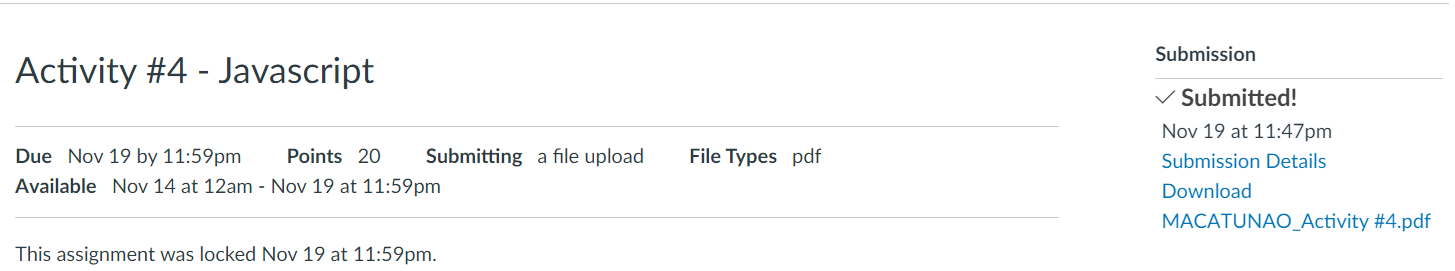 Activity #4 - Javascript
Due Nov 19 by 11:59pm Points 20 Submitting a file upload File Types pdf
Available Nov 14 at 12am - Nov 19 at 11:59pm
This assignment was locked Nov 19 at 11:59pm.
Submission
Submitted!
Nov 19 at 11:47pm
Submission Details
Download
MACATUNAO_Activity #4.pdf